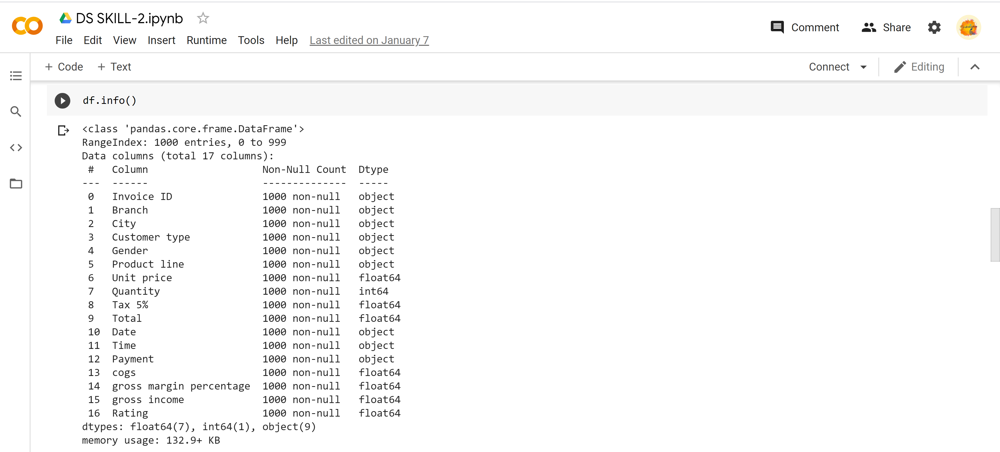 DS SKILL-2.ipynb
Comment Share
File Edit View Insert Runtime Tools Help Last edited on January 7
+ Code + Text Connect Editing
df.info()
<class 'pandas.core.frame.DataFrame'>
RangeIndex: 1000 entries, 0 to 999
Data columns (total 17 columns):
 #   Column                   Non-Null Count  Dtype
---  ------                   --------------  -----
 0   Invoice ID               1000 non-null   object
 1   Branch                   1000 non-null   object
 2   City                     1000 non-null   object
 3   Customer type            1000 non-null   object
 4   Gender                   1000 non-null   object
 5   Product line             1000 non-null   object
 6   Unit price               1000 non-null   float64
 7   Quantity                 1000 non-null   int64
 8   Tax 5%                   1000 non-null   float64
 9   Total                    1000 non-null   float64
 10  Date                     1000 non-null   object
 11  Time                     1000 non-null   object
 12  Payment                  1000 non-null   object
 13  cogs                     1000 non-null   float64
 14  gross margin percentage  1000 non-null   float64
 15  gross income             1000 non-null   float64
 16  Rating                   1000 non-null   float64
dtypes: float64(7), int64(1), object(9)
memory usage: 132.9+ KB